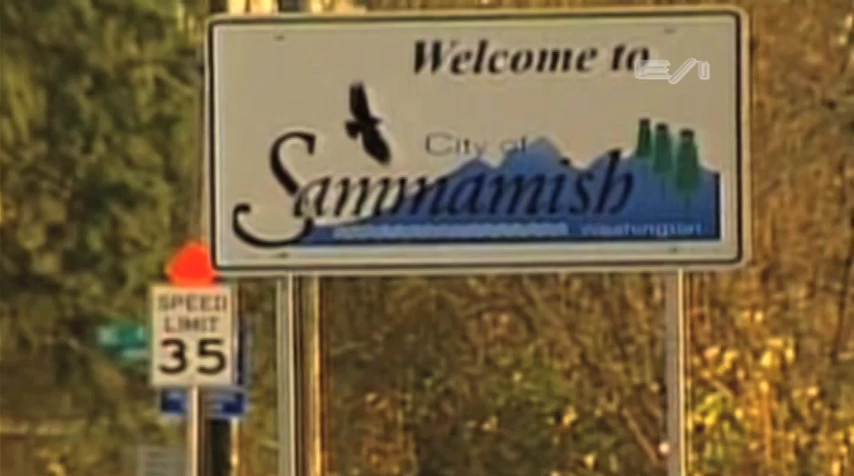 Welcome to
City of
Sammamish
Washington
SPEED
LIMIT
35